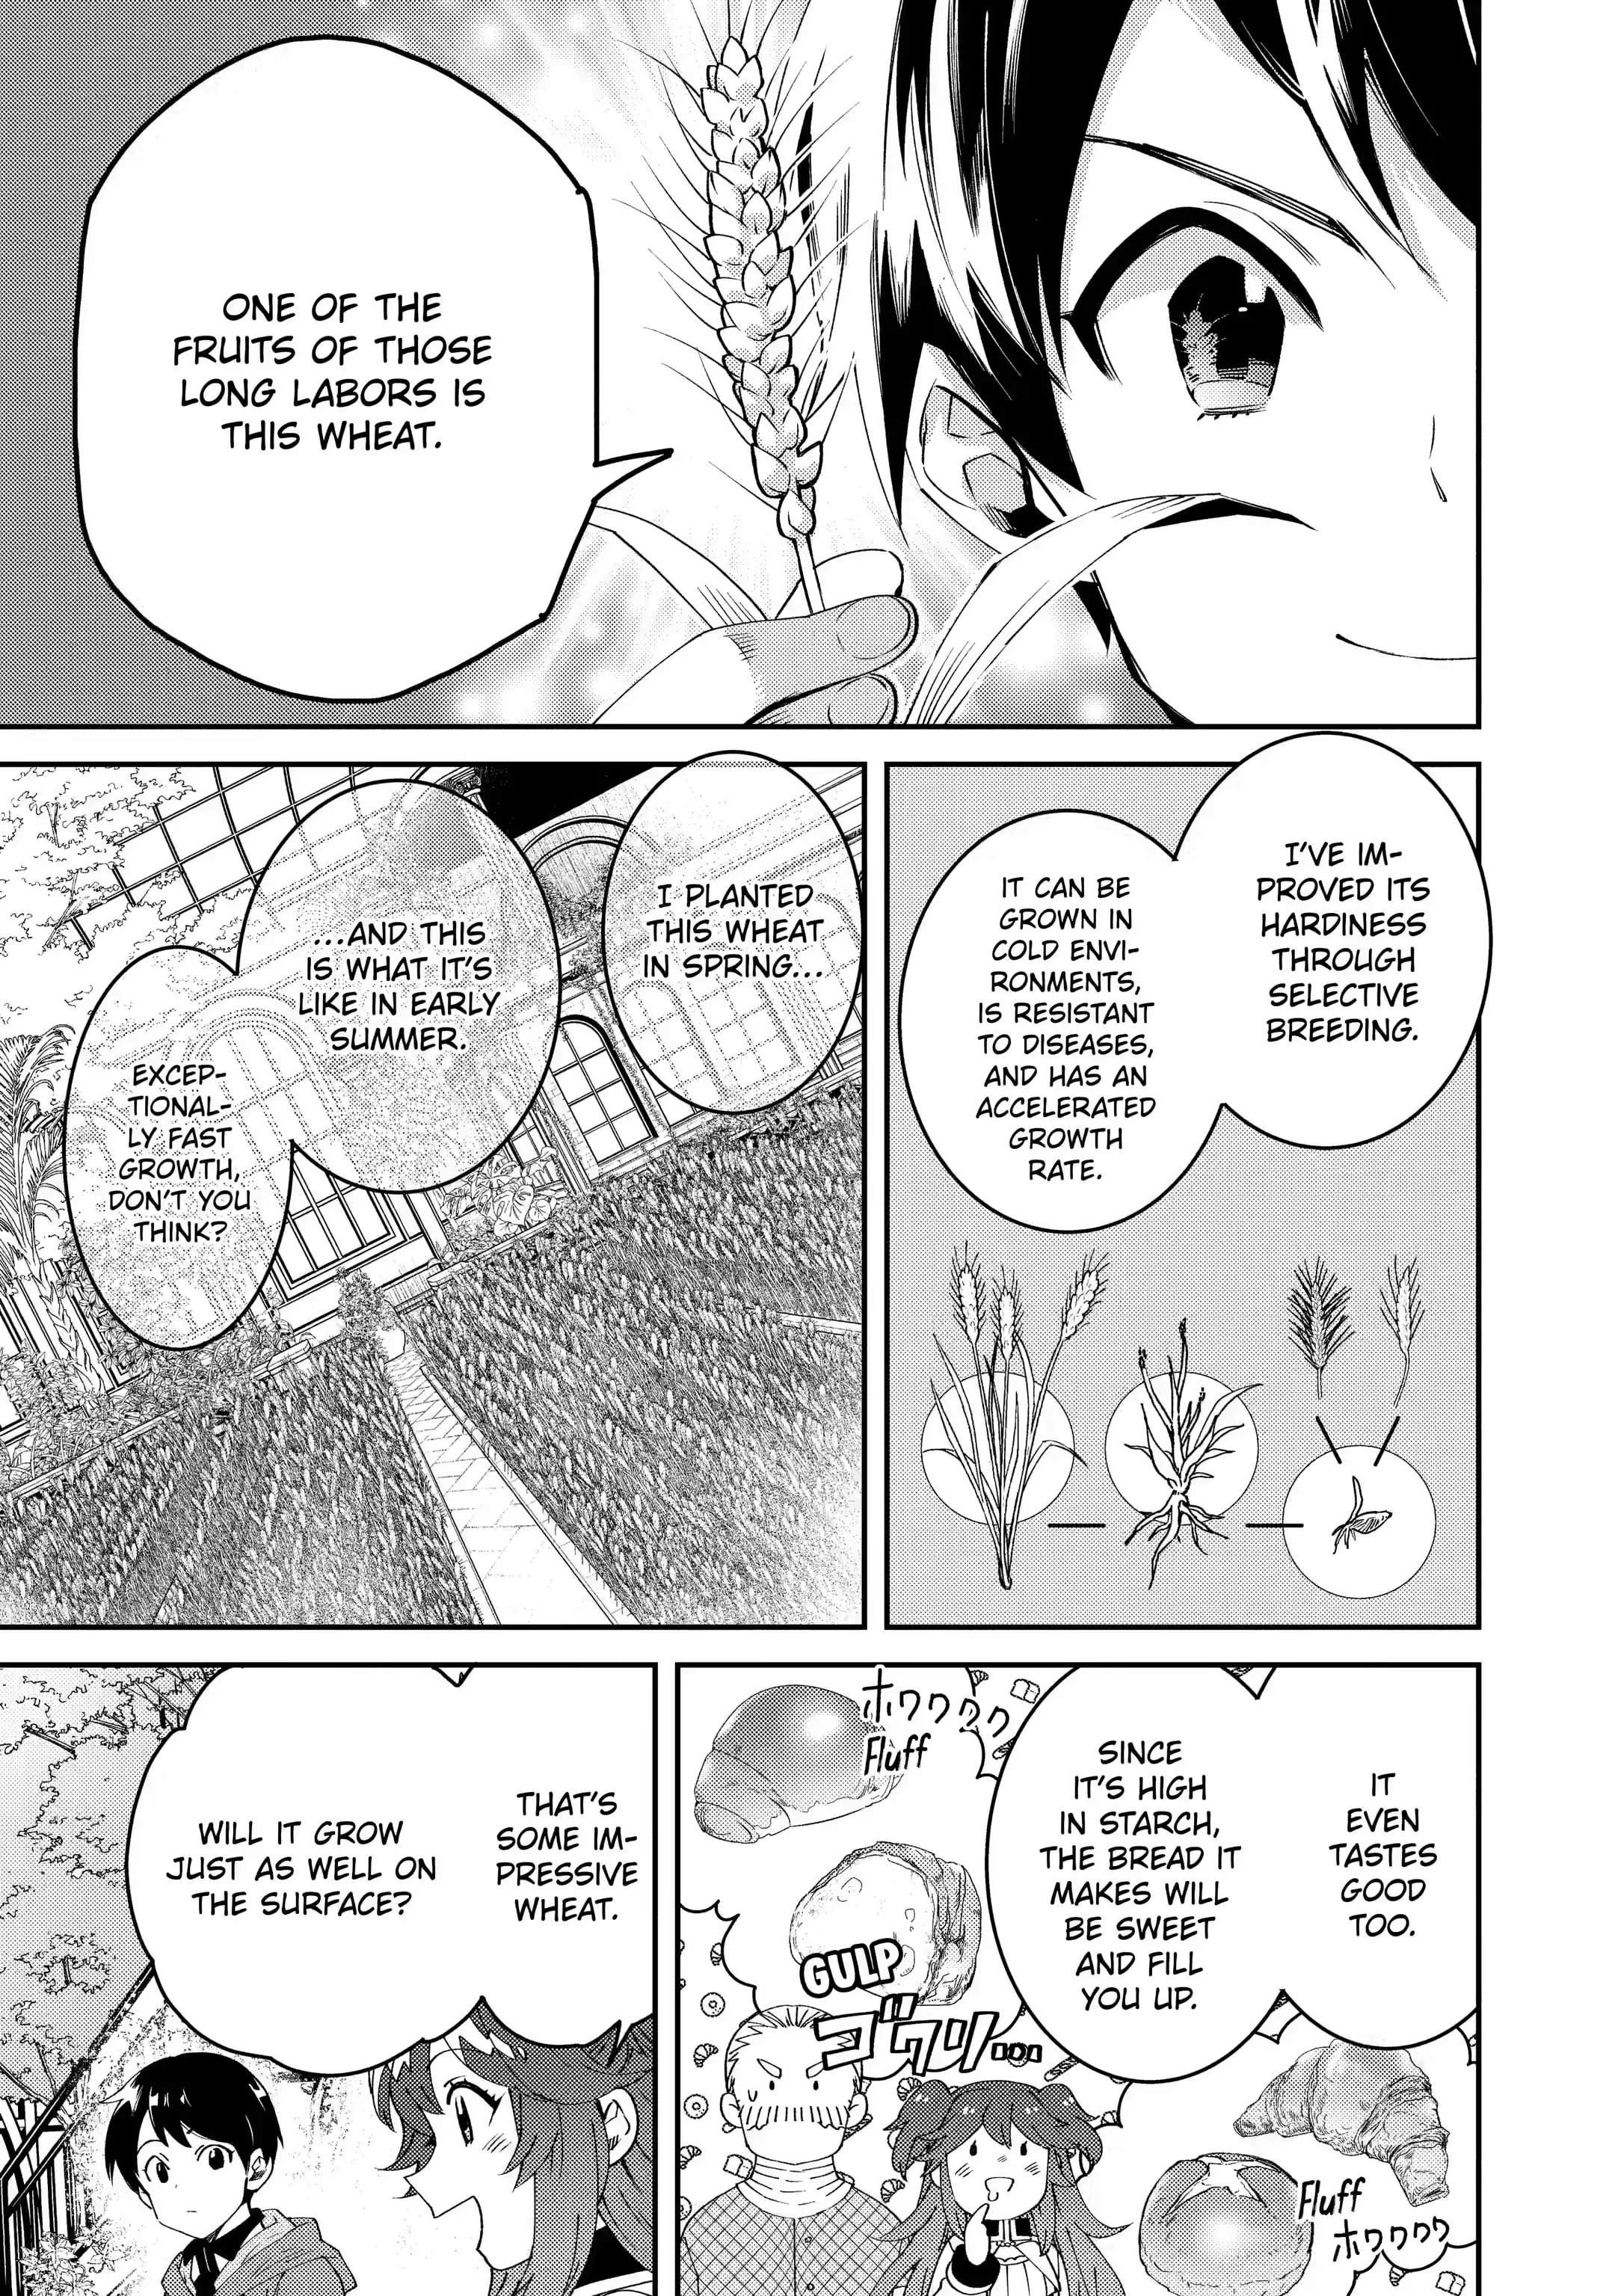 ONE OF THE
FRUITS OF THOSE
LONG LABORS IS
THIS WHEAT.
I'VE IM-
PROVED ITS
HARDINESS
THROUGH
SELECTIVE
BREEDING.
IT CAN BE
GROWN IN
COLD ENVI-
RONMENTS,
IS RESISTANT
TO DISEASES,
AND HAS AN
ACCELERATED
GROWTH
RATE.
I PLANTED
THIS WHEAT
IN SPRING...
...AND THIS
IS WHAT IT'S
LIKE IN EARLY
SUMMER.
EXCEP-
TIONAL-
LY FAST
GROWTH,
DON'T YOU
THINK?
IT
EVEN
TASTES
GOOD
TOO.
SINCE
IT'S HIGH
IN STARCH,
THE BREAD IT
MAKES WILL
BE SWEET
AND FILL
YOU UP.
ホワワワワ
Fluff
GULP
ゴクリ…
Fluff
ホワワワワ
THAT'S
SOME IM-
PRESSIVE
WHEAT.
WILL IT GROW
JUST AS WELL ON
THE SURFACE?